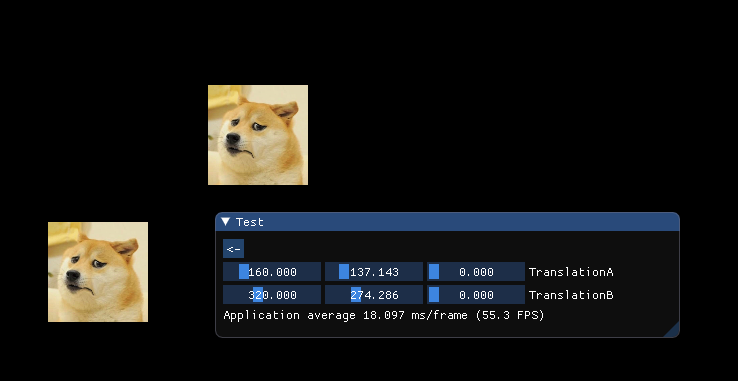 Test
<-
160.000 137.143 0.000 TranslationA
320.000 274.286 0.000 TranslationB
Application average 18.097 ms/frame (55.3 FPS)